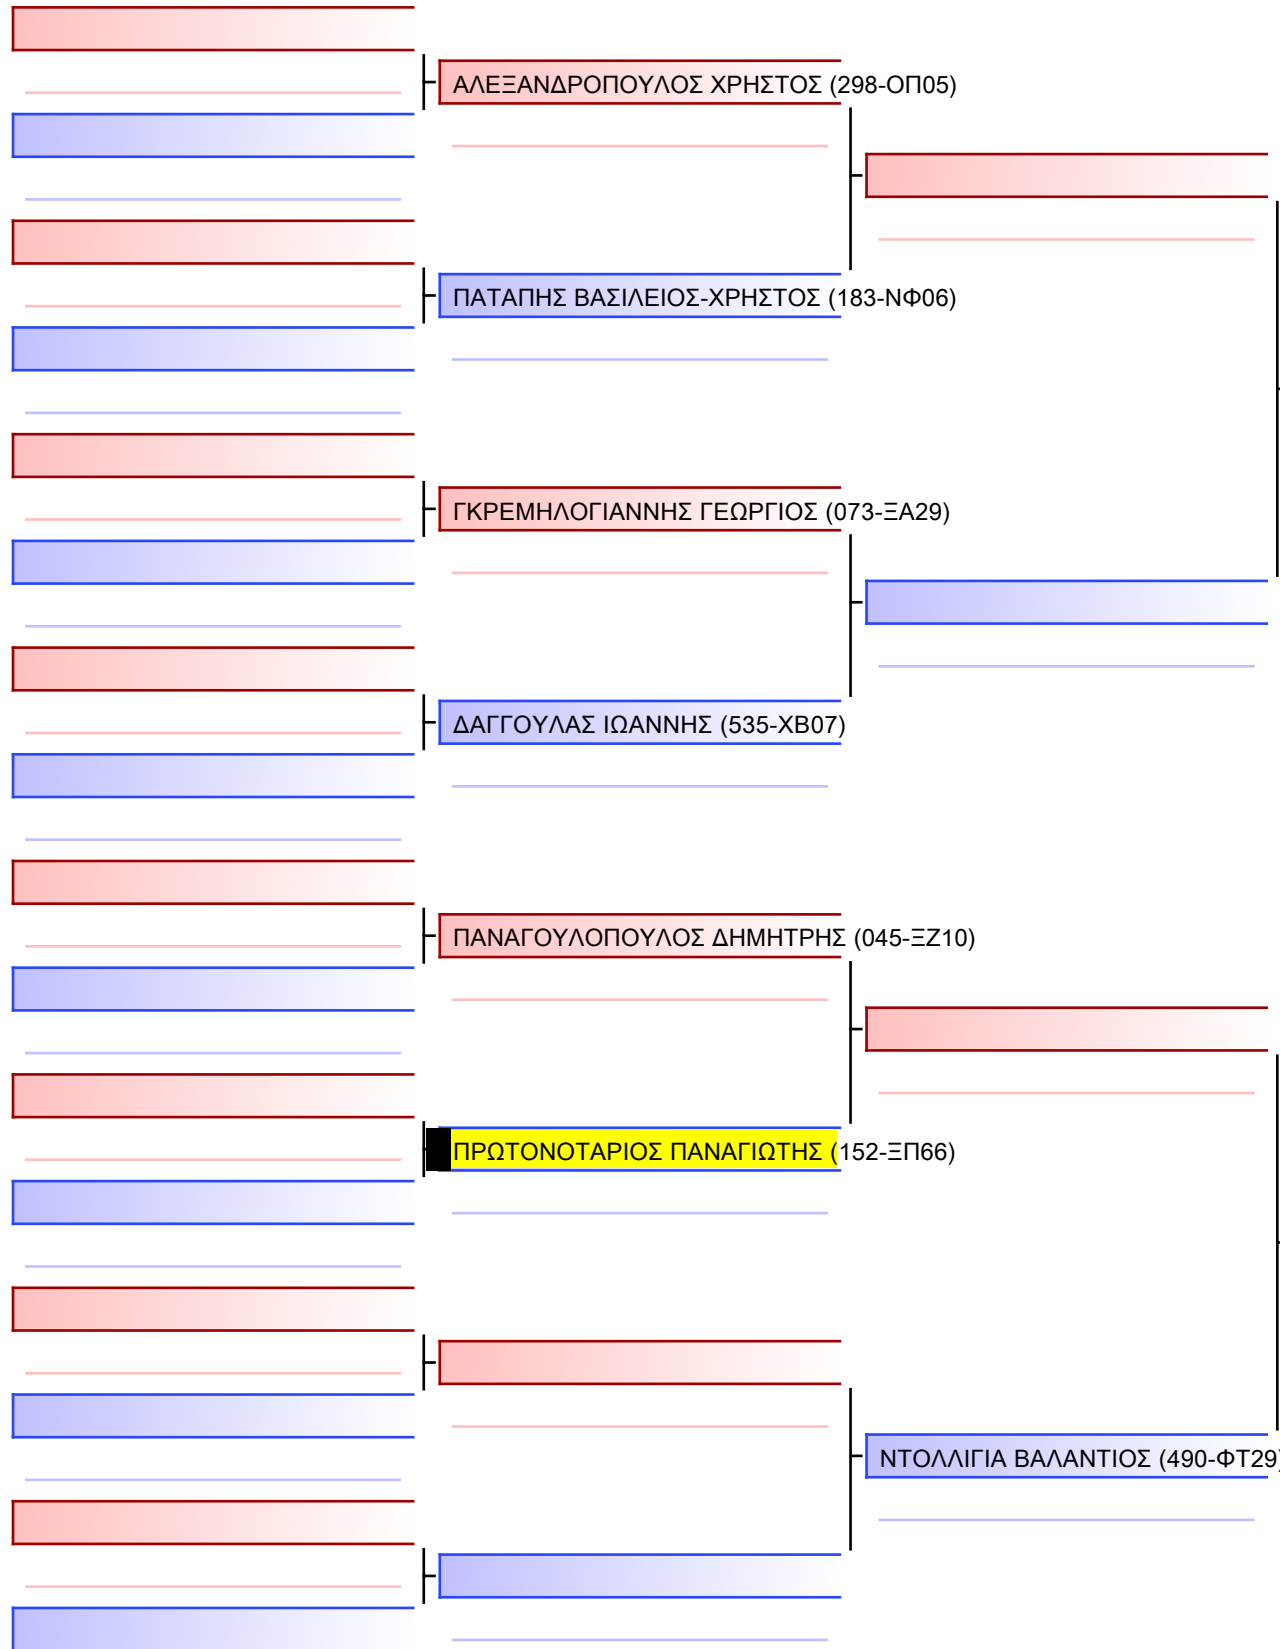 ΑΛΕΞΑΝΔΡΟΠΟΥΛΟΣ ΧΡΗΣΤΟΣ (298-ΟΠ05)
ΠΑΤΑΠΗΣ ΒΑΣΙΛΕΙΟΣ-ΧΡΗΣΤΟΣ (183-ΝΦ06)
ΓΚΡΕΜΗΛΟΓΙΑΝΝΗΣ ΓΕΩΡΓΙΟΣ (073-ΞΑ29)
ΔΑΓΓΟΥΛΑΣ ΙΩΑΝΝΗΣ (535-ΧΒ07)
ΠΑΝΑΓΟΥΛΟΠΟΥΛΟΣ ΔΗΜΗΤΡΗΣ (045-ΞΖ10)
ΠΡΩΤΟΝΟΤΑΡΙΟΣ ΠΑΝΑΓΙΩΤΗΣ (152-ΞΠ66)
ΝΤΟΛΛΙΓΙΑ ΒΑΛΑΝΤΙΟΣ (490-ΦΤ29)